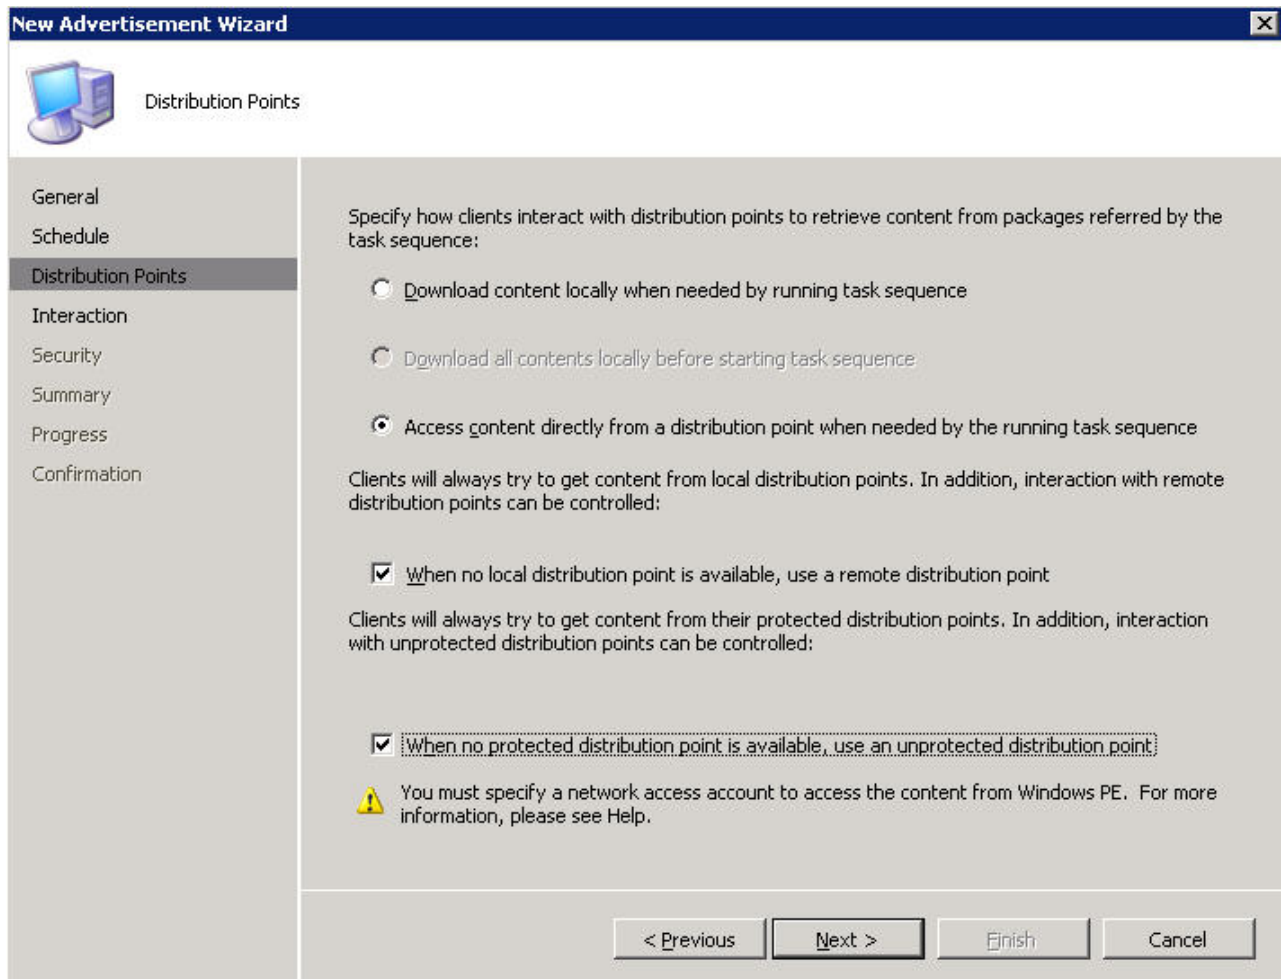 New Advertisement Wizard
Distribution Points
General
Schedule
Distribution Points
Interaction
Security
Summary
Progress
Confirmation
Specify how clients interact with distribution points to retrieve content from packages referred by the
task sequence:
Download content locally when needed by running task sequence
Download all contents locally before starting task sequence
Access content directly from a distribution point when needed by the running task sequence
Clients will always try to get content from local distribution points. In addition, interaction with remote
distribution points can be controlled:
When no local distribution point is available, use a remote distribution point
Clients will always try to get content from their protected distribution points. In addition, interaction
with unprotected distribution points can be controlled:
When no protected distribution point is available, use an unprotected distribution point
You must specify a network access account to access the content from Windows PE. For more
information, please see Help.
< Previous
Next >
Finish
Cancel